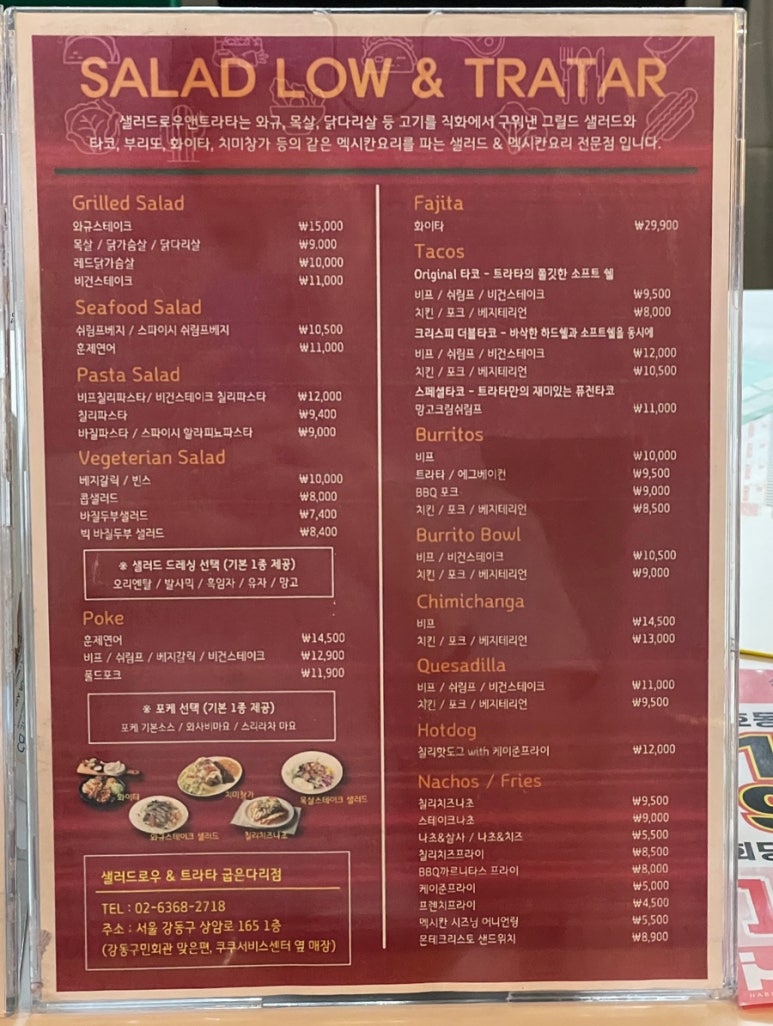 SALAD LOW & TRATAR
샐러드로우앤트라타는 와규, 목살, 닭다리살 등 고기를 직화에서 구워낸 그릴드 샐러드와
타코, 부리또, 화이타, 치미창가 등의 같은 멕시칸요리를 파는 샐러드 & 멕시칸요리 전문점 입니다.
Grilled Salad
와규스테이크 ₩15,000
목살 / 닭가슴살 / 닭다리살 ₩9,000
레드닭가슴살 ₩10,000
비건스테이크 ₩11,000
Seafood Salad
쉬림프베지 / 스파이시 쉬림프베지 ₩10,500
훈제연어 ₩11,000
Pasta Salad
비프칠리파스타/ 비건스테이크 칠리파스타 ₩12,000
칠리파스타 ₩9,400
바질파스타 / 스파이시 할라피뇨파스타 ₩9,000
Vegeterian Salad
베지갈릭 / 빈스 ₩10,000
콥샐러드 ₩8,000
바질두부샐러드 ₩7,400
빅 바질두부 샐러드 ₩8,400
※ 샐러드 드레싱 선택 (기본 1종 제공)
오리엔탈 / 발사믹 / 흑임자 / 유자 / 망고
Poke
훈제연어 ₩14,500
비프 / 쉬림프 / 베지갈릭 / 비건스테이크 ₩12,900
풀드포크 ₩11,900
※ 포케 선택 (기본 1종 제공)
포케 기본소스 / 와사비마요 / 스리라차 마요
화이타
치미창가
목살스테이크 샐러드
와규스테이크 샐러드
칠리치즈나초
샐러드로우 & 트라타 굽은다리점
TEL : 02-6368-2718
주소 : 서울 강동구 상암로 165 1층
(강동구민회관 맞은편, 쿠쿠서비스센터 옆 매장)
Fajita
화이타 ₩29,900
Tacos
Original 타코 - 트라타의 쫄깃한 소프트 쉘
비프 / 쉬림프 / 비건스테이크 ₩9,500
치킨 / 포크 / 베지테리언 ₩8,000
크리스피 더블타코 - 바삭한 하드쉘과 소프트쉘을 동시에
비프 / 쉬림프 / 비건스테이크 ₩12,000
치킨 / 포크 / 베지테리언 ₩10,500
스페셜타코 - 트라타만의 재미있는 퓨전타코
망고크림쉬림프 ₩11,000
Burritos
비프 ₩10,000
트라타 / 에그베이컨 ₩9,500
BBQ 포크 ₩9,000
치킨 / 포크 / 베지테리언 ₩8,500
Burrito Bowl
비프 / 비건스테이크 ₩10,500
치킨 / 포크 / 베지테리언 ₩9,000
Chimichanga
비프 ₩14,500
치킨 / 포크 / 베지테리언 ₩13,000
Quesadilla
비프 / 쉬림프 / 비건스테이크 ₩11,000
치킨 / 포크 / 베지테리언 ₩9,500
Hotdog
칠리핫도그 with 케이준프라이 ₩12,000
Nachos / Fries
칠리치즈나초 ₩9,500
스테이크나초 ₩9,000
나초&살사 / 나초&치즈 ₩5,500
칠리치즈프라이 ₩8,500
BBQ까르니타스 프라이 ₩8,000
케이준프라이 ₩5,000
프렌치프라이 ₩4,500
멕시칸 시즈닝 어니언링 ₩5,500
몬테크리스토 샌드위치 ₩8,900